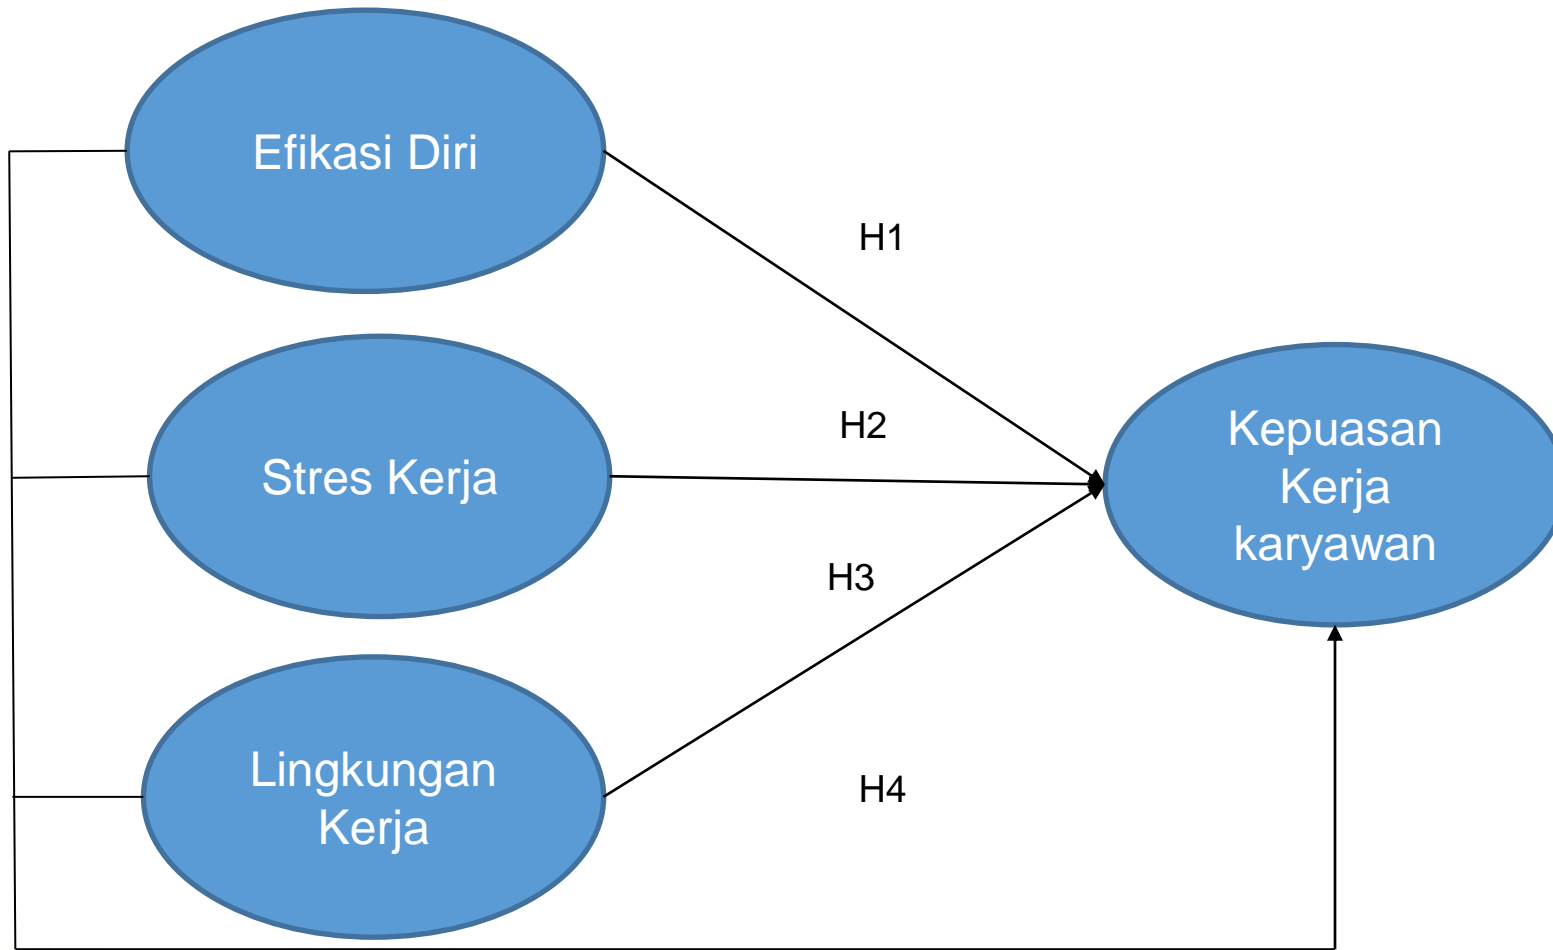 Efikasi Diri
H1
H2
Stres Kerja
Kepuasan
Kerja
karyawan
H3
Lingkungan
Kerja
H4